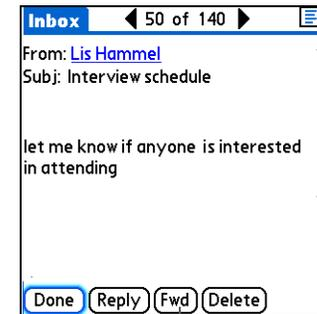 Inbox 50 of 140
From: Lis Hammel
Subj: Interview schedule
let me know if anyone is interested
in attending
Done Reply Fwd Delete